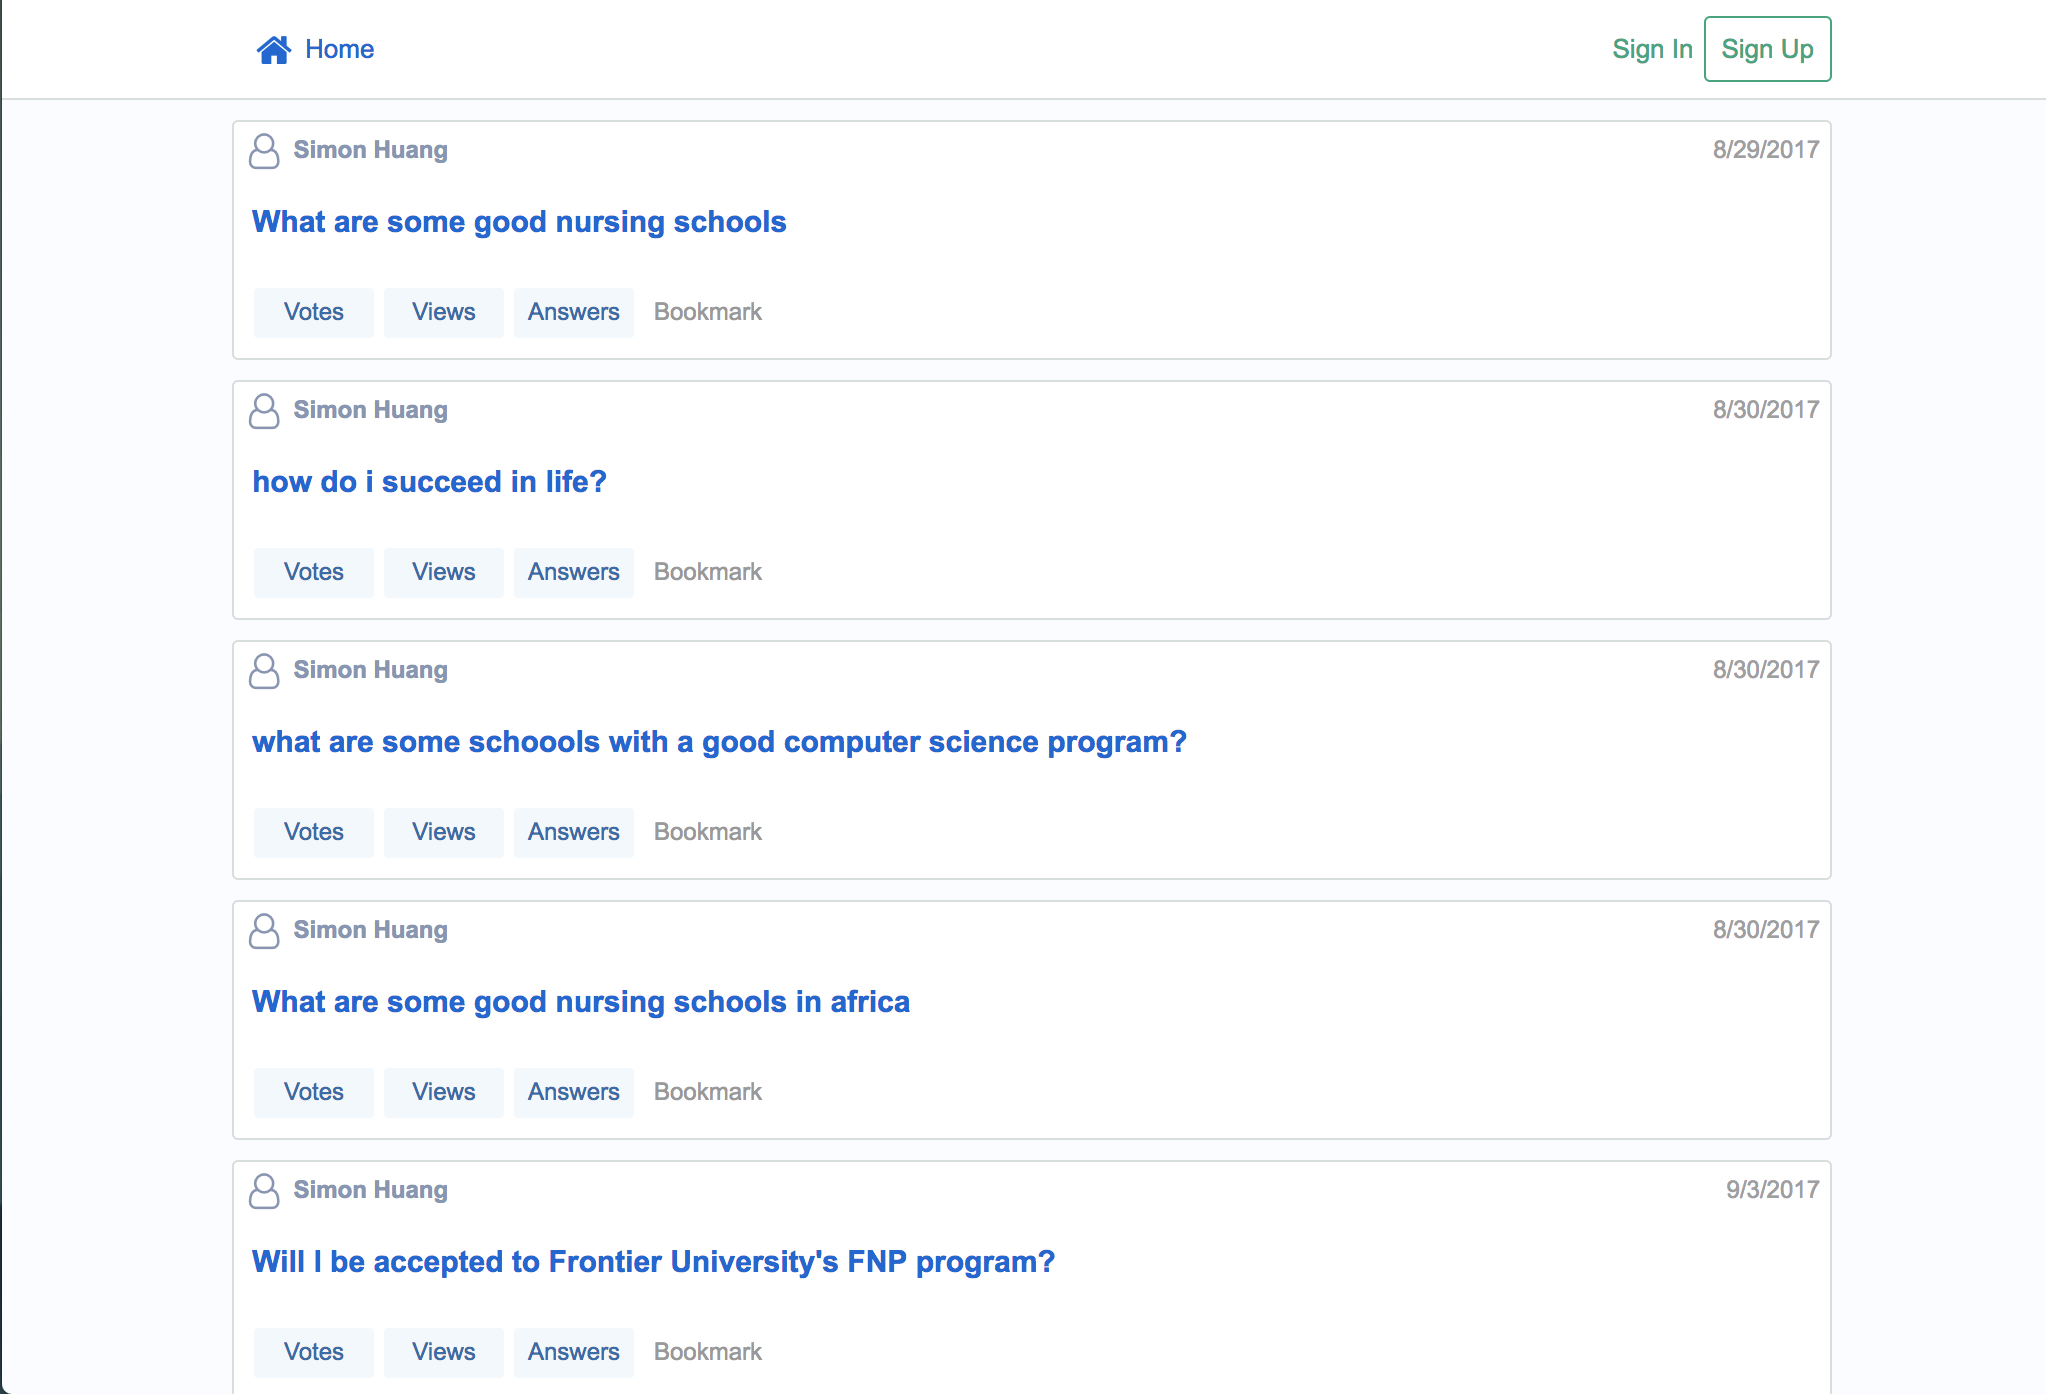 Home Sign In Sign Up
Simon Huang 8/29/2017
What are some good nursing schools
Votes Views Answers Bookmark
Simon Huang 8/30/2017
how do i succeed in life?
Votes Views Answers Bookmark
Simon Huang 8/30/2017
what are some schoools with a good computer science program?
Votes Views Answers Bookmark
Simon Huang 8/30/2017
What are some good nursing schools in africa
Votes Views Answers Bookmark
Simon Huang 9/3/2017
Will I be accepted to Frontier University's FNP program?
Votes Views Answers Bookmark